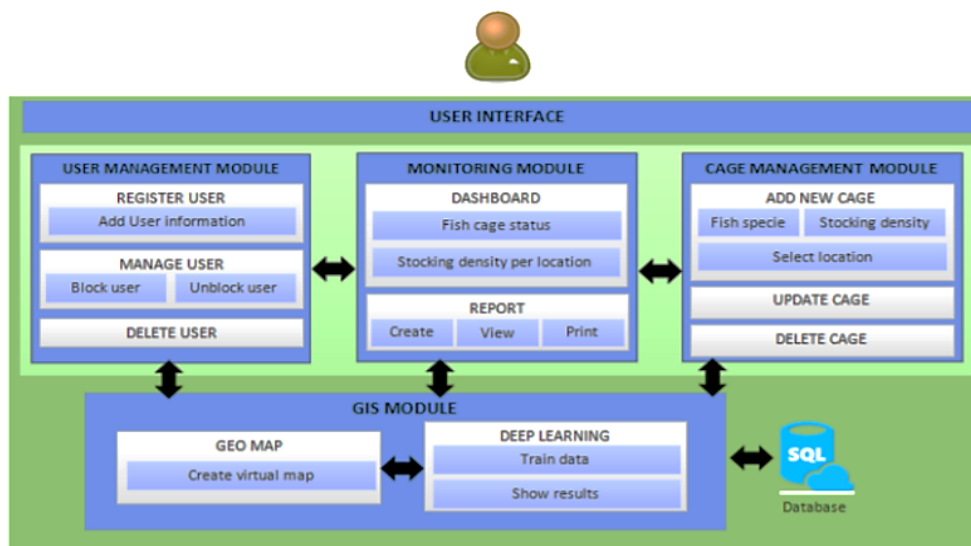 USER INTERFACE
USER MANAGEMENT MODULE
REGISTER USER
Add User information
MANAGE USER
Block user
Unblock user
DELETE USER
MONITORING MODULE
DASHBOARD
Fish cage status
Stocking density per location
REPORT
Create
View
Print
CAGE MANAGEMENT MODULE
ADD NEW CAGE
Fish specie
Stocking density
Select location
UPDATE CAGE
DELETE CAGE
GIS MODULE
GEO MAP
Create virtual map
DEEP LEARNING
Train data
Show results
SQL
Database